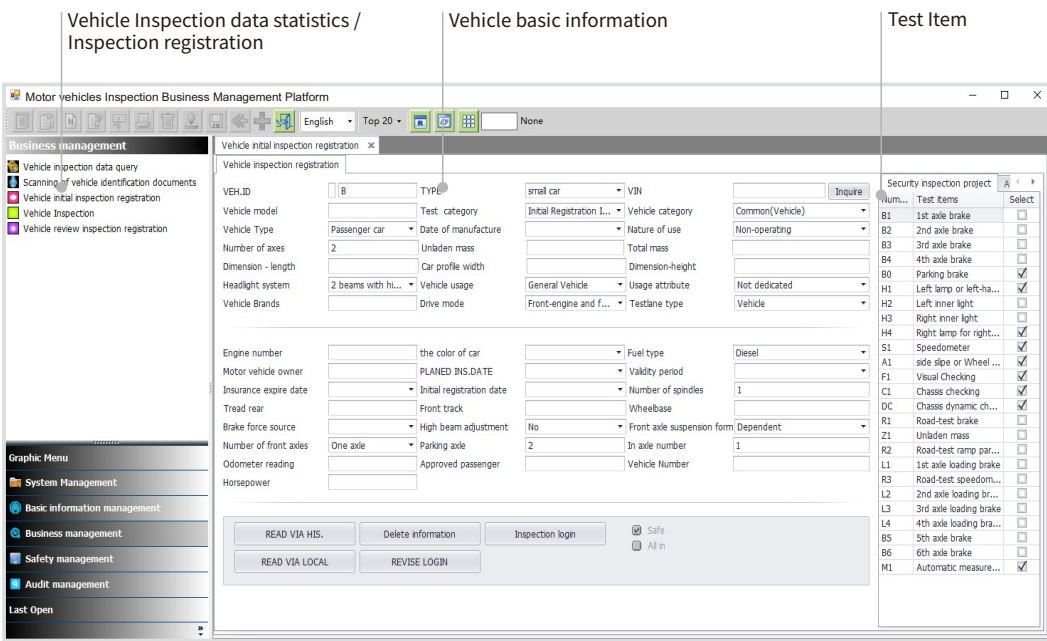 Vehicle Inspection data statistics /
Inspection registration
Vehicle basic information
Test Item
Motor vehicles Inspection Business Management Platform
English Top 20 None
Business management
Vehicle inspection data query
Scanning of vehicle identification documents
Vehicle initial inspection registration
Vehicle Inspection
Vehicle review inspection registration
Graphic Menu
System Management
Basic information management
Business management
Safety management
Audit management
Last Open
Vehicle initial inspection registration x
Vehicle inspection registration
VEH.ID B TYPE small car VIN Inquire
Vehicle model Test category Initial Registration I... Vehicle category Common(Vehicle)
Vehicle Type Passenger car Date of manufacture Nature of use Non-operating
Number of axes 2 Unladen mass Total mass
Dimension - length Car profile width Dimension-height
Headlight system 2 beams with hi... Vehicle usage General Vehicle Usage attribute Not dedicated
Vehicle Brands Drive mode Front-engine and f... Testlane type Vehicle
Engine number the color of car Fuel type Diesel
Motor vehicle owner PLANED INS.DATE Validity period
Insurance expire date Initial registration date Number of spindles 1
Tread rear Front track Wheelbase
Brake force source High beam adjustment No Front axle suspension form Dependent
Number of front axles One axle Parking axle 2 In axle number 1
Odometer reading Approved passenger Vehicle Number
Horsepower
READ VIA HIS. Delete information Inspection login Safe
All in
READ VIA LOCAL REVISE LOGIN
Security inspection project A
Num... Test items Select
B1 1st axle brake
B2 2nd axle brake
B3 3rd axle brake
B4 4th axle brake
B0 Parking brake
H1 Left lamp or left-ha...
H2 Left inner light
H3 Right inner light
H4 Right lamp for right...
S1 Speedometer
A1 side slipe or Wheel ...
F1 Visual Checking
C1 Chassis checking
DC Chassis dynamic ch...
R1 Road-test brake
Z1 Unladen mass
R2 Road-test ramp par...
L1 1st axle loading brake
R3 Road-test speedom...
L2 2nd axle loading br...
L3 3rd axle loading brake
L4 4th axle loading bra...
B5 5th axle brake
B6 6th axle brake
M1 Automatic measure...